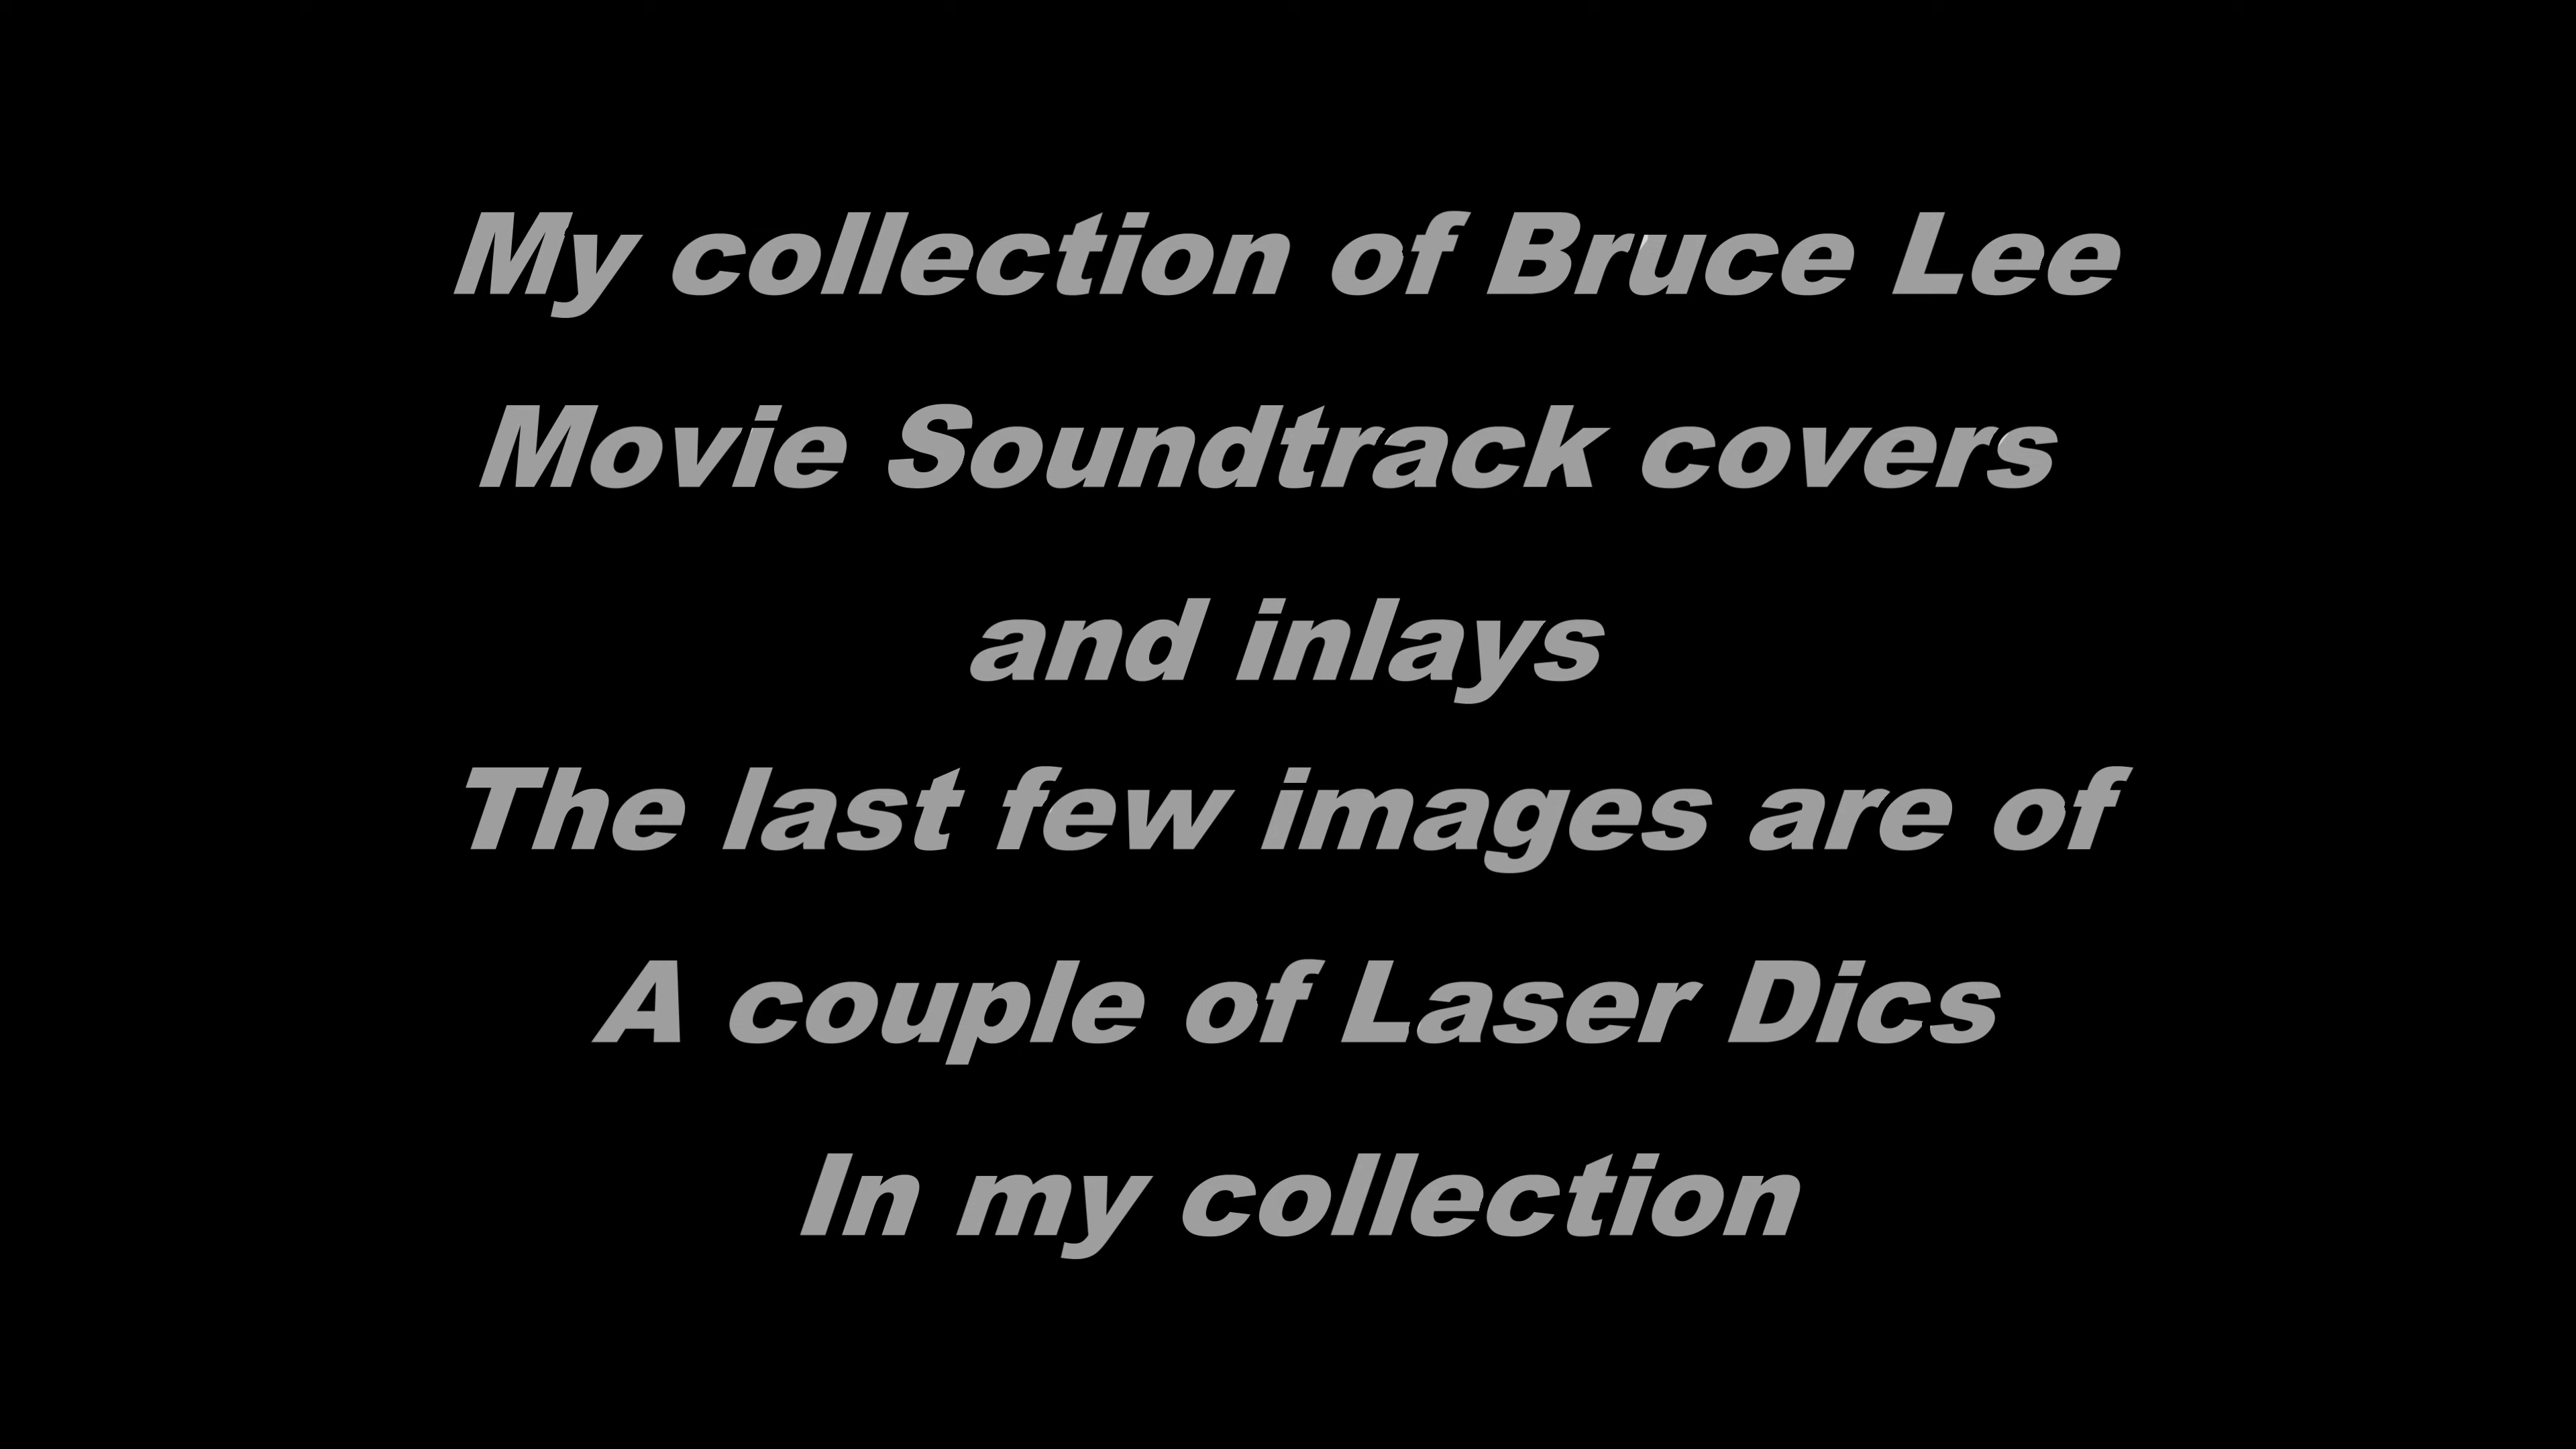 My collection of Bruce Lee
Movie Soundtrack covers
and inlays
The last few images are of
A couple of Laser Dics
In my collection